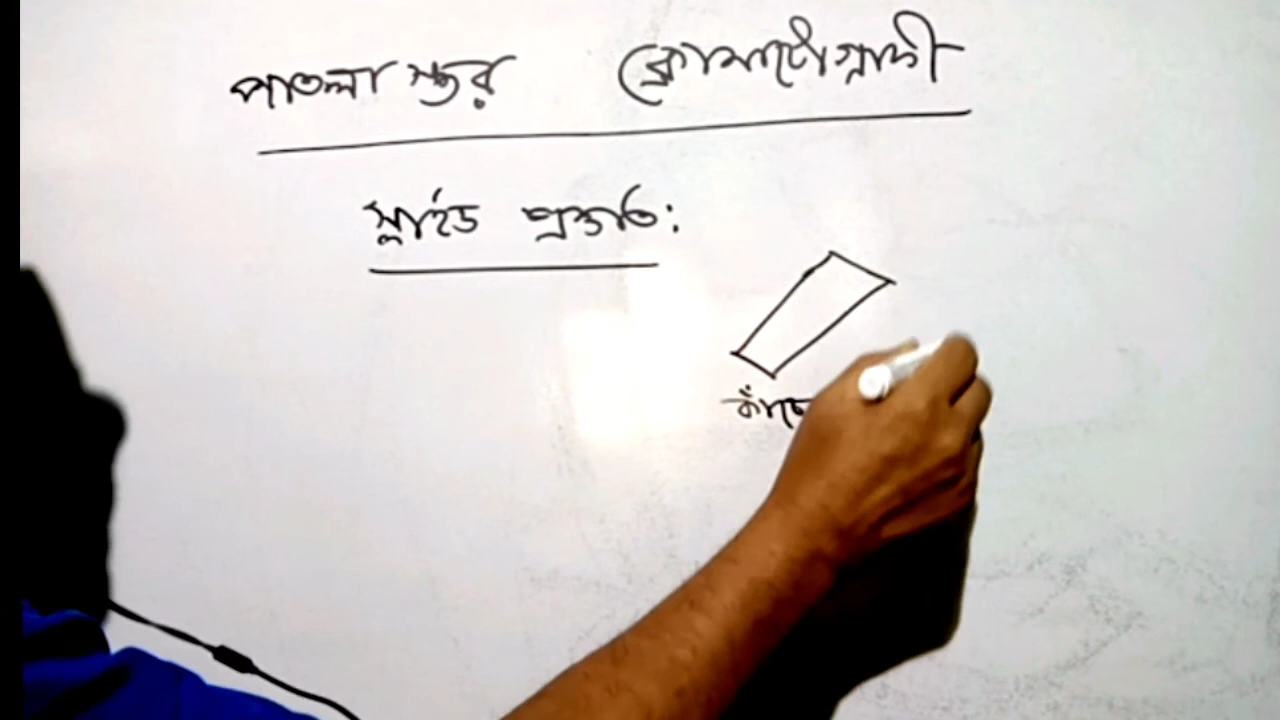 পাতলা স্তর ক্রোমাটোগ্রাফী
স্লাইড প্রস্তুতি:
কাঁচে